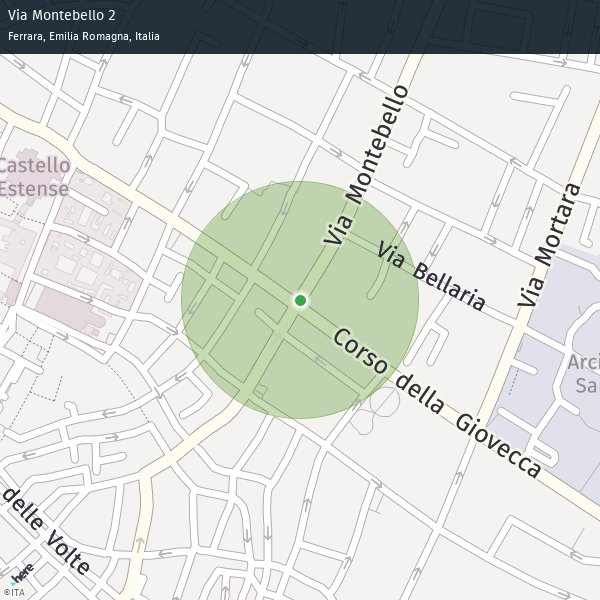 Via Montebello 2
Ferrara, Emilia Romagna, Italia
Via Montebello
Castello
Estense
Via Mortara
Via Bellaria
Corso della Giovecca
Arci
Sa
delle Volte
here
©ITA